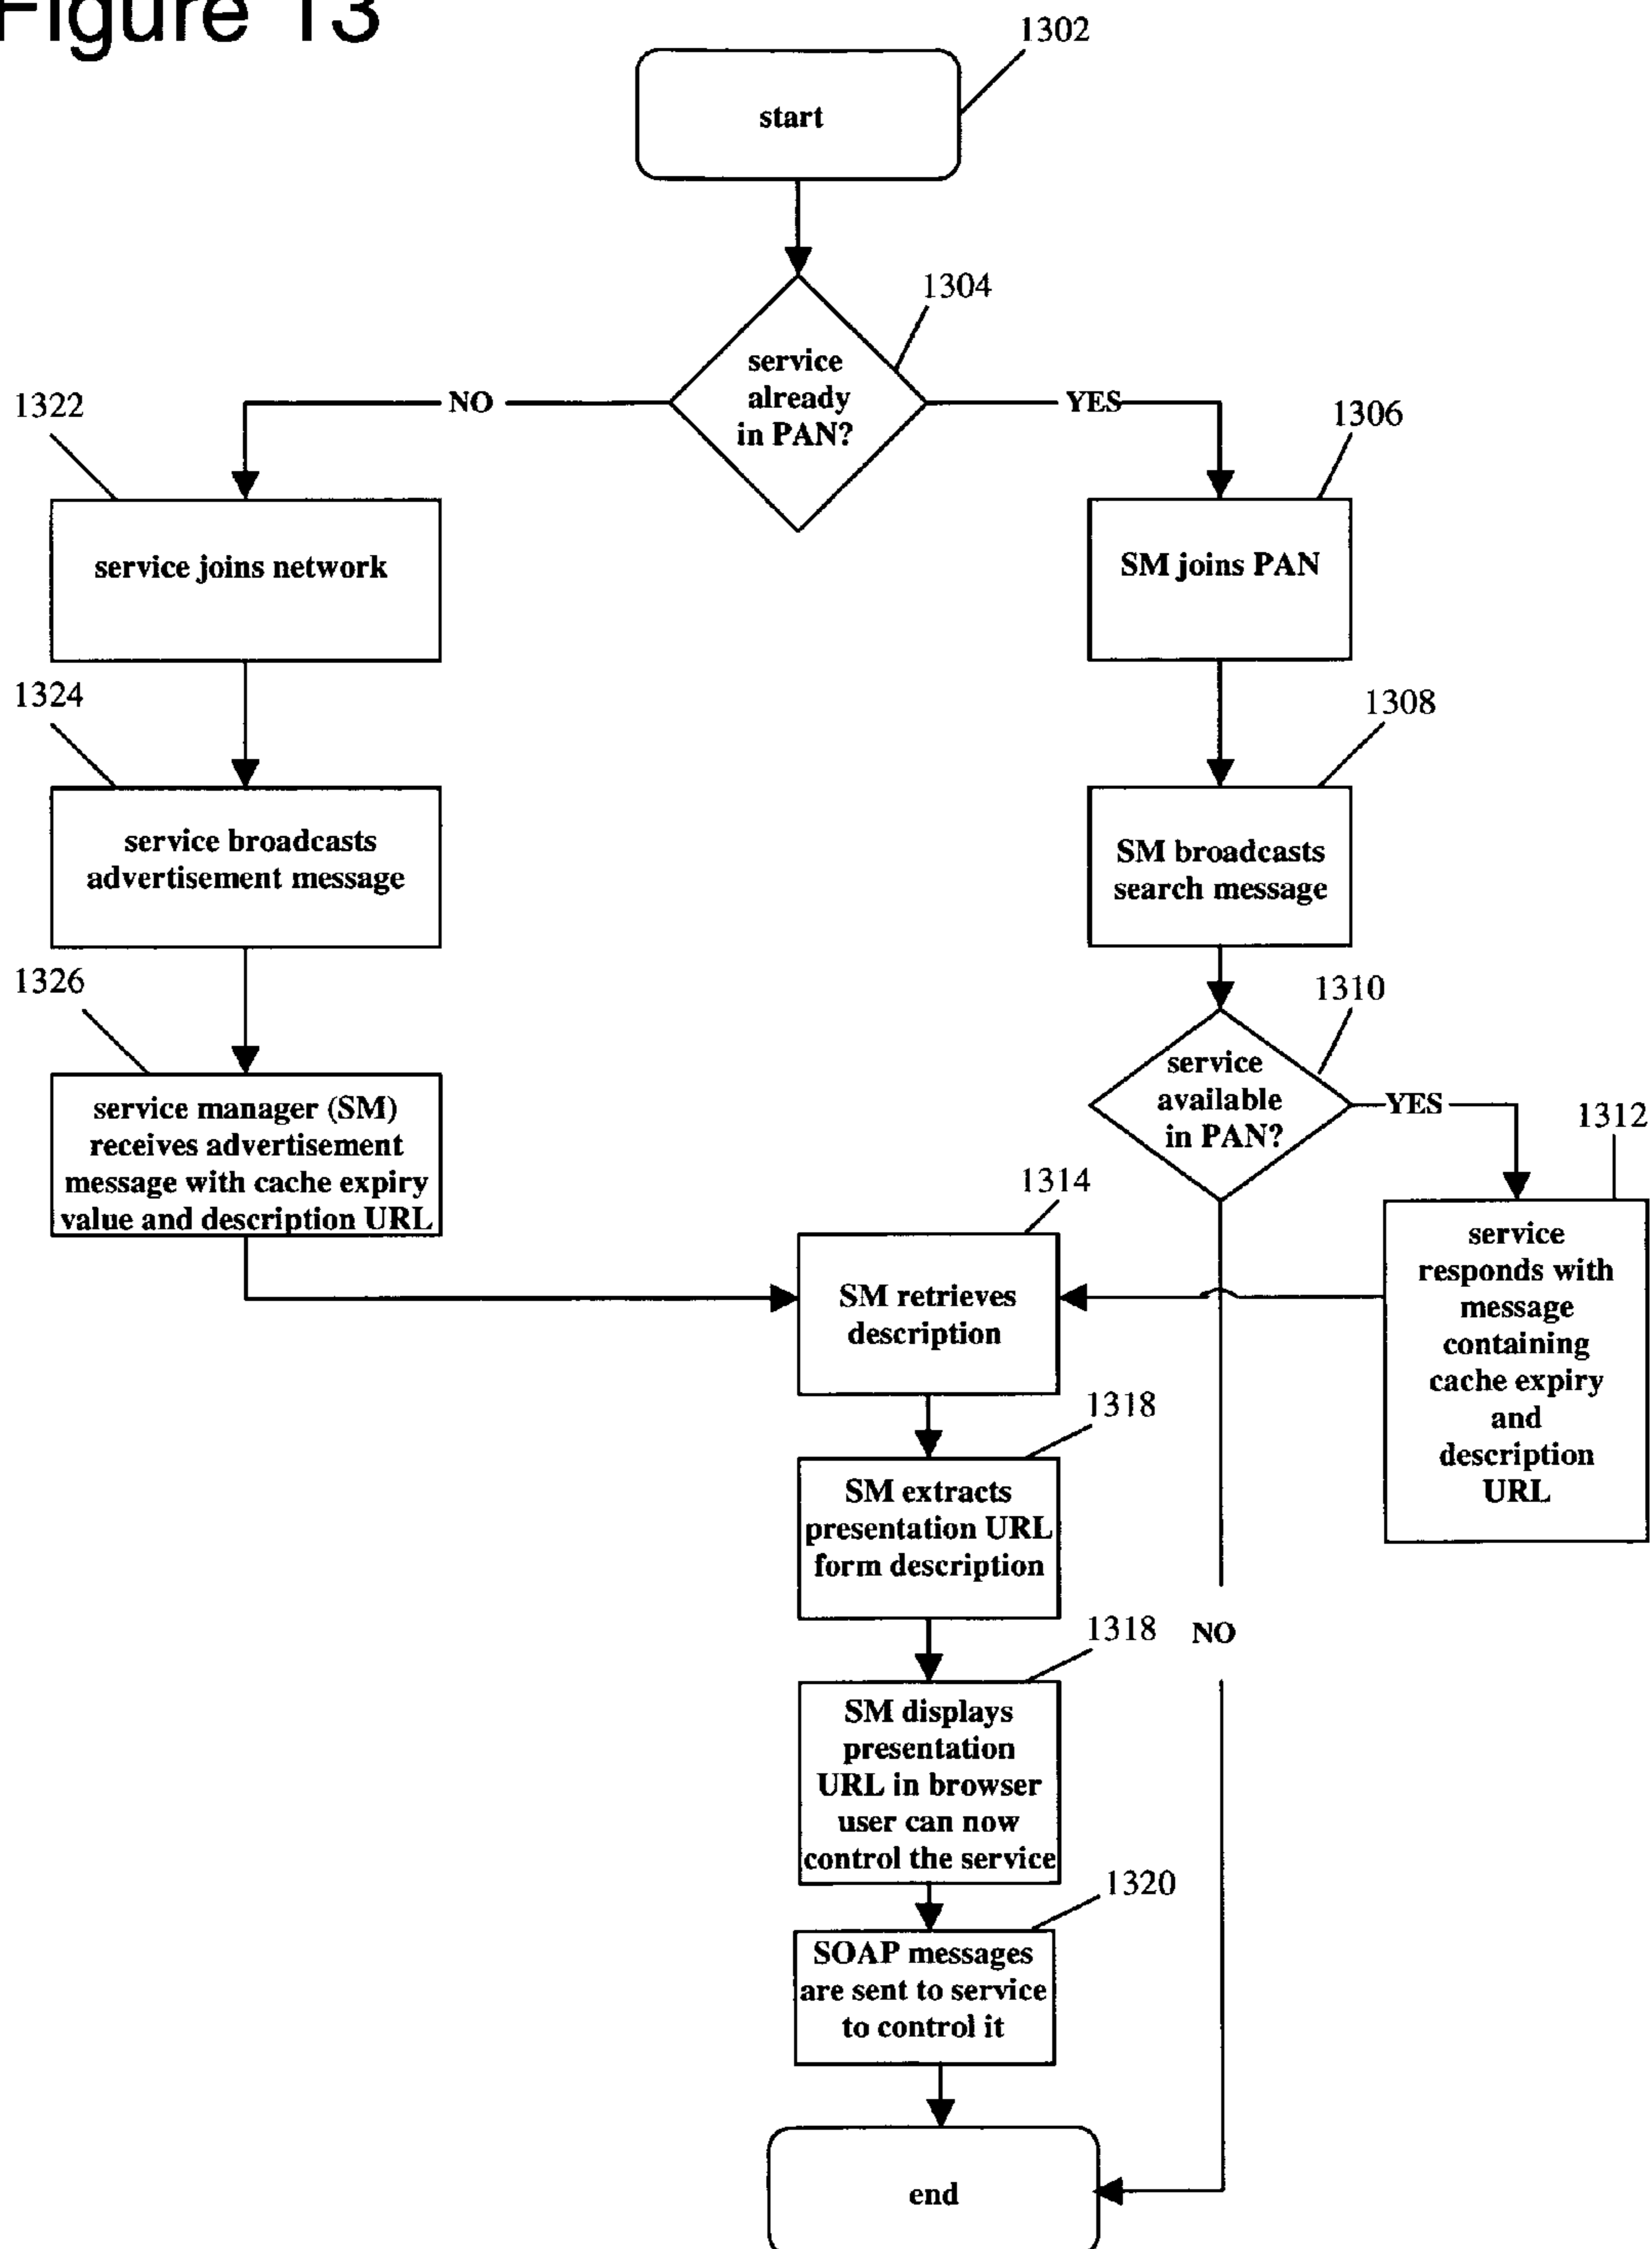 Figure 13
1302
start
1304
service
already
in PAN?
NO
YES
1322
1306
service joins network
SM joins PAN
1324
1308
service broadcasts
advertisement message
SM broadcasts
search message
1326
1310
service manager (SM)
receives advertisement
message with cache expiry
value and description URL
service
available
in PAN?
YES
1312
1314
SM retrieves
description
service
responds with
message
containing
cache expiry
and
description
URL
1318
SM extracts
presentation URL
form description
1318
NO
SM displays
presentation
URL in browser
user can now
control the service
1320
SOAP messages
are sent to service
to control it
end